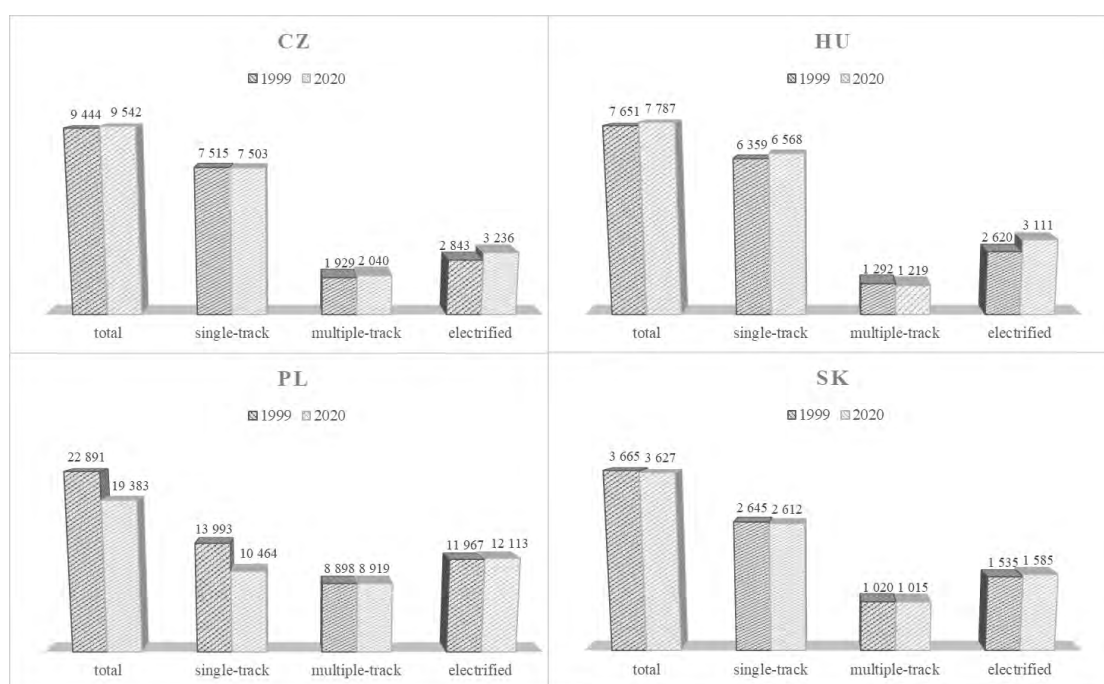 CZ
1999 2020
9 444 9 542
7 515 7 503
1 929 2 040
2 843 3 236
total single-track multiple-track electrified
HU
1999 2020
7 651 7 787
6 359 6 568
1 292 1 219
2 620 3 111
total single-track multiple-track electrified
PL
1999 2020
22 891 19 383
13 993 10 464
8 898 8 919
11 967 12 113
total single-track multiple-track electrified
SK
1999 2020
3 665 3 627
2 645 2 612
1 020 1 015
1 535 1 585
total single-track multiple-track electrified